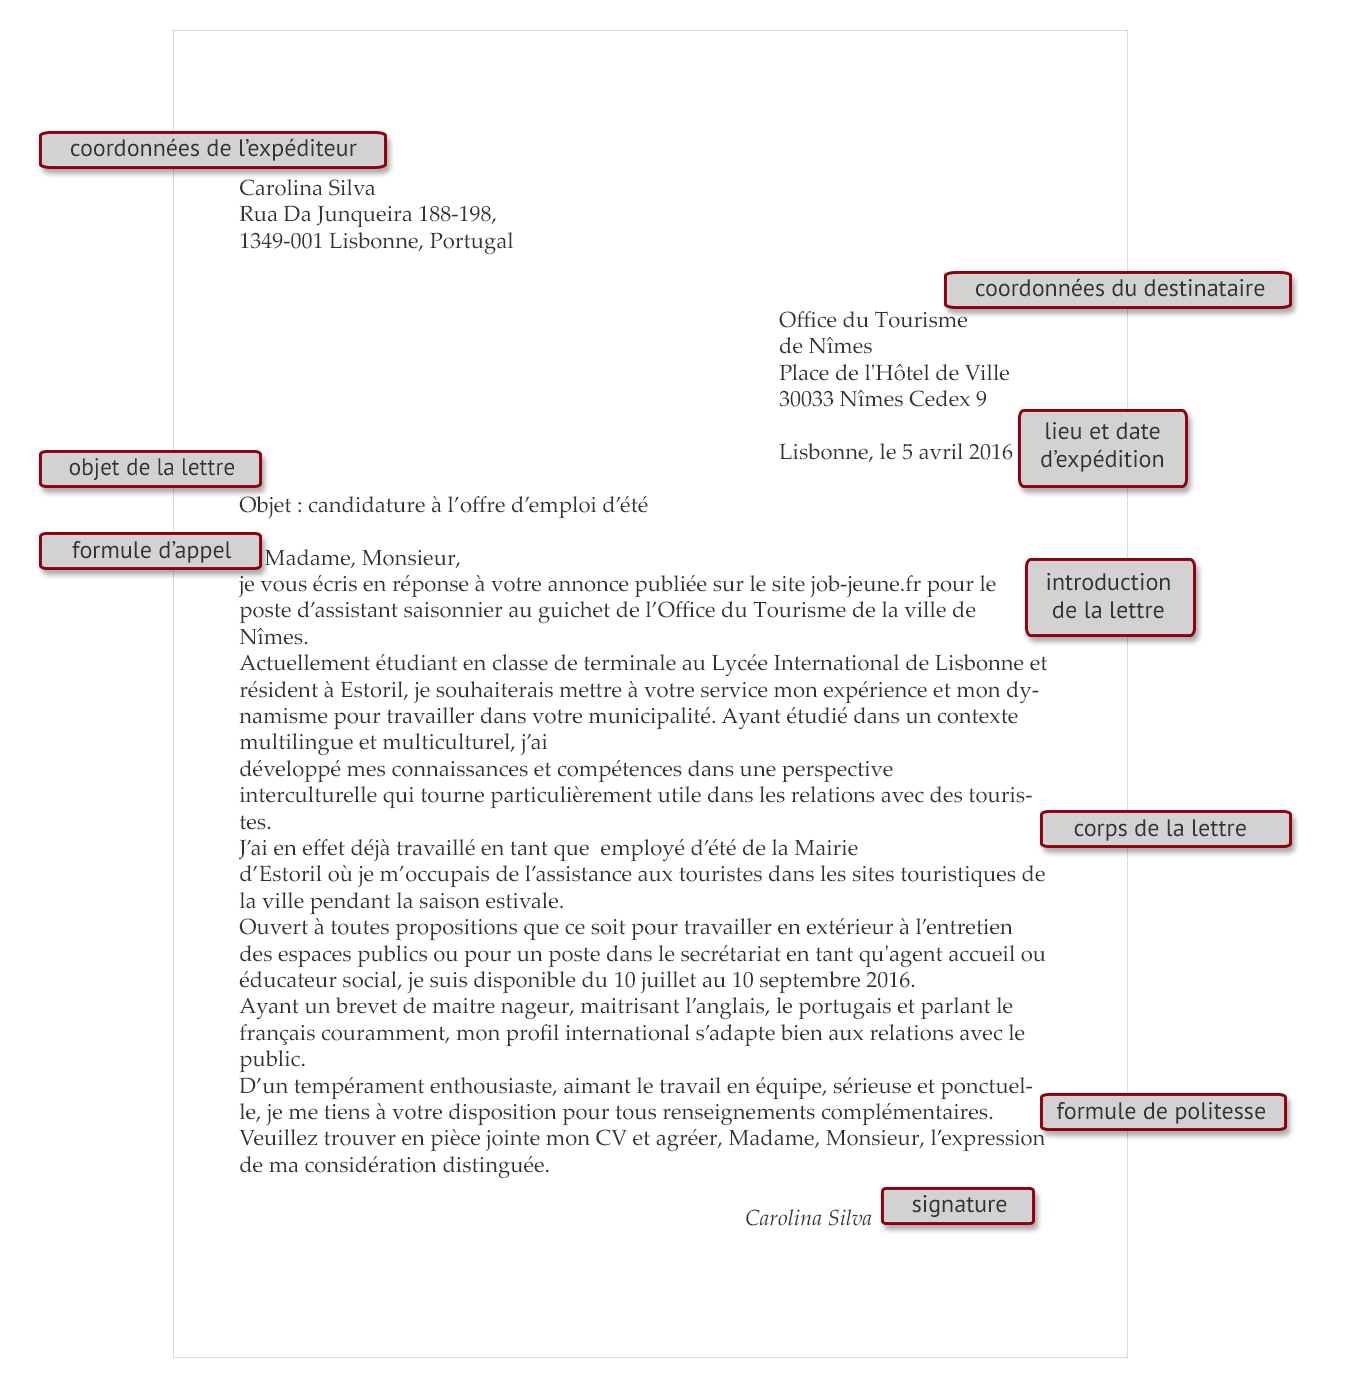 coordonnées de l’expéditeur
Carolina Silva
Rua Da Junqueira 188-198,
1349-001 Lisbonne, Portugal
coordonnées du destinataire
Office du Tourisme
de Nîmes
Place de l'Hôtel de Ville
30033 Nîmes Cedex 9
lieu et date
d’expédition
Lisbonne, le 5 avril 2016
objet de la lettre
Objet : candidature à l’offre d’emploi d’été
formule d’appel
Madame, Monsieur,
introduction
de la lettre
je vous écris en réponse à votre annonce publiée sur le site job-jeune.fr pour le
poste d’assistant saisonnier au guichet de l’Office du Tourisme de la ville de
Nîmes.
Actuellement étudiant en classe de terminale au Lycée International de Lisbonne et
résident à Estoril, je souhaiterais mettre à votre service mon expérience et mon dy-
namisme pour travailler dans votre municipalité. Ayant étudié dans un contexte
multilingue et multiculturel, j’ai
développé mes connaissances et compétences dans une perspective
interculturelle qui tourne particulièrement utile dans les relations avec des touris-
tes.
corps de la lettre
J’ai en effet déjà travaillé en tant que  employé d’été de la Mairie
d’Estoril où je m’occupais de l’assistance aux touristes dans les sites touristiques de
la ville pendant la saison estivale.
Ouvert à toutes propositions que ce soit pour travailler en extérieur à l’entretien
des espaces publics ou pour un poste dans le secrétariat en tant qu'agent accueil ou
éducateur social, je suis disponible du 10 juillet au 10 septembre 2016.
Ayant un brevet de maitre nageur, maitrisant l’anglais, le portugais et parlant le
français couramment, mon profil international s’adapte bien aux relations avec le
public.
D’un tempérament enthousiaste, aimant le travail en équipe, sérieuse et ponctuel-
le, je me tiens à votre disposition pour tous renseignements complémentaires.
formule de politesse
Veuillez trouver en pièce jointe mon CV et agréer, Madame, Monsieur, l’expression
de ma considération distinguée.
signature
Carolina Silva